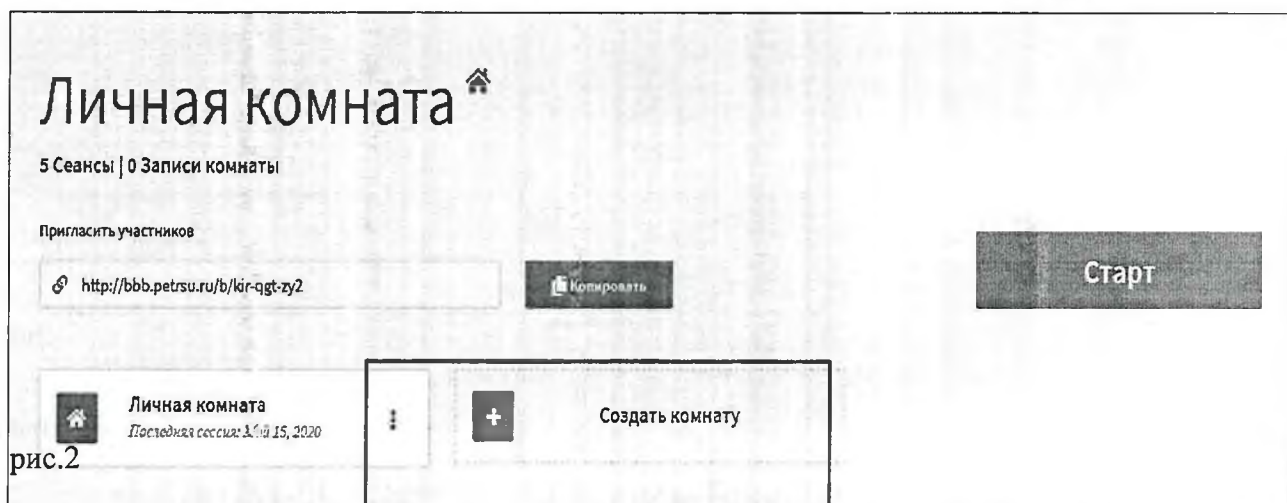 Личная комната
5 Сеансы | 0 Записи комнаты
Пригласить участников
http://bbb.petrsu.ru/b/kir-qgt-zy2
Копировать
Старт
Личная комната
Последняя сессия: Май 15, 2020
Создать комнату
рис.2